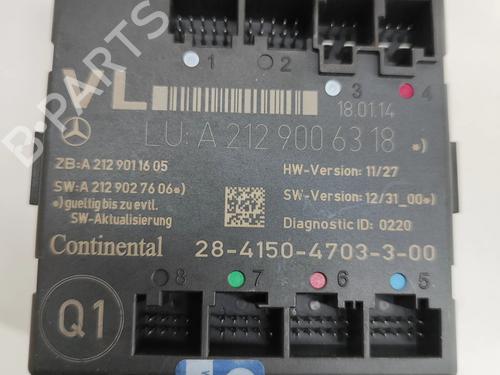 VL
1
2
3
4
18.01.14
LU: A 212 900 63 18 *)
ZB:A 212 901 16 05
HW-Version: 11/27
SW:A 212 902 76 06*)
SW-Version: 12/31_00*)
*) gueltig bis zu evtl.
SW-Aktualisierung
Diagnostic ID: 0220
Continental
28-4150-4703-3-00
8
7
6
5
Q1
B-PARTS